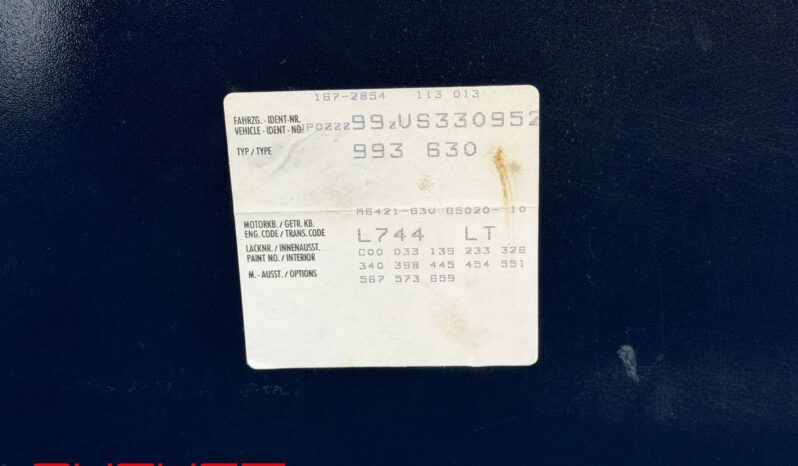 167-2854 113 013
FAHRZG.-IDENT-NR.
VEHICLE-IDENT-NO. WP0ZZZ99ZVS330952
TYP/TYPE 993 630
M6421-63V G5020- 10
MOTORKB./GETR.KB.
ENG. CODE/TRANS. CODE L744 LT
LACKNR./INNENAUSST.
PAINT NO./INTERIOR
C00 033 139 233 326
340 398 445 454 551
M.-AUSST./OPTIONS
567 573 659